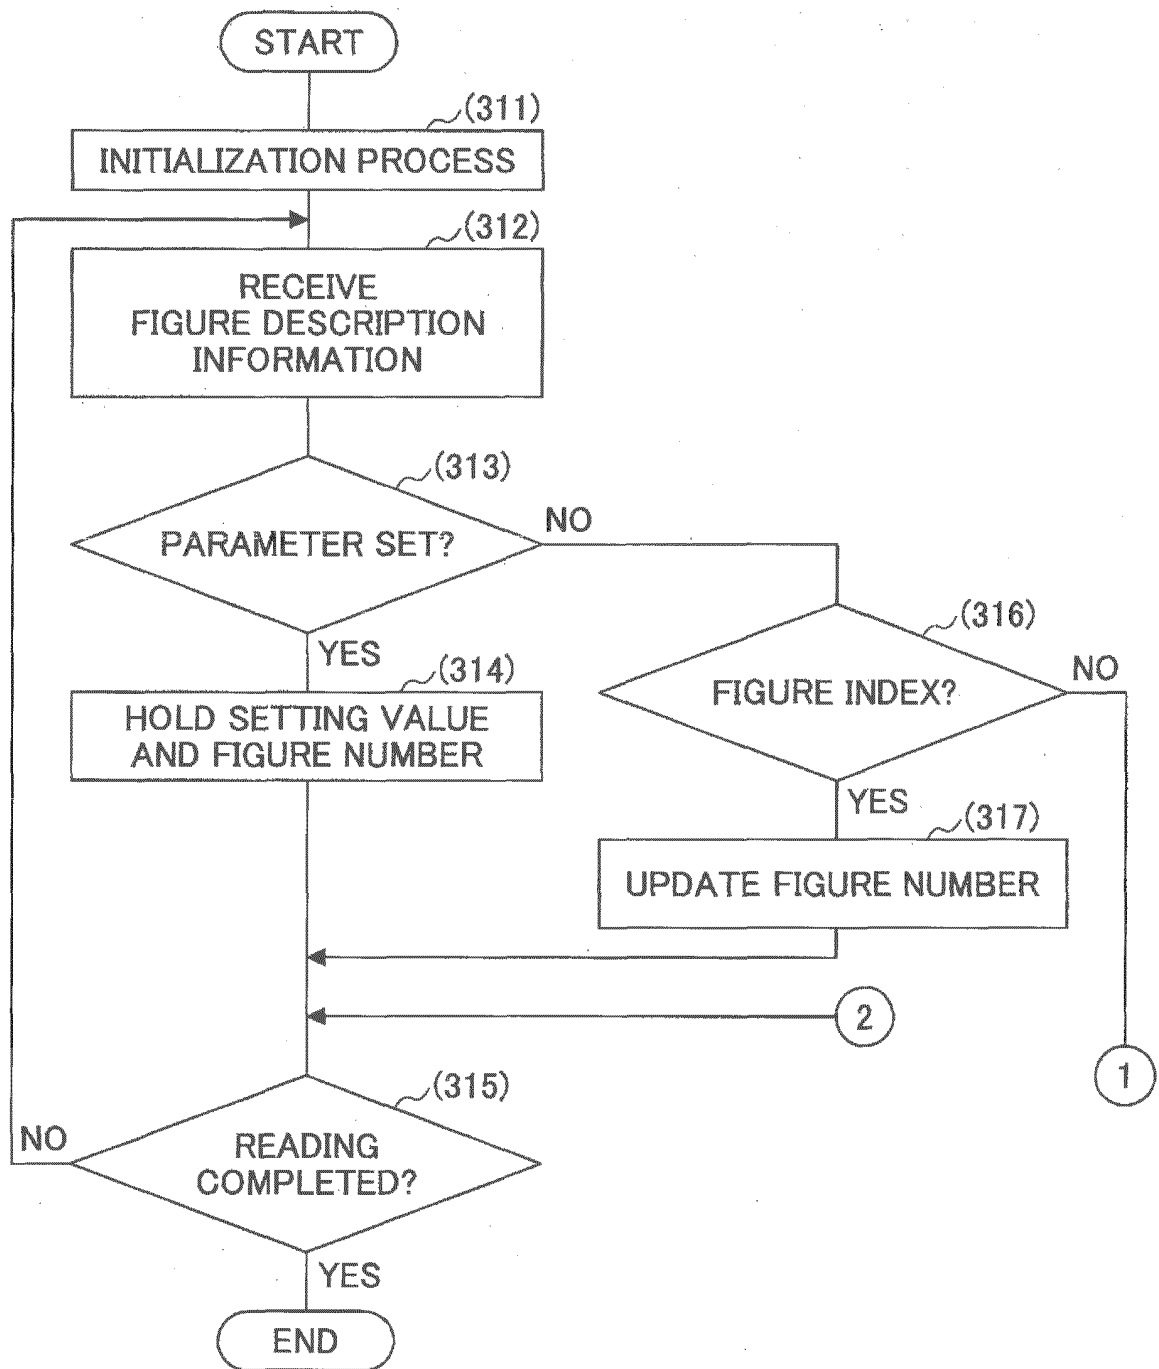 START
(311)
INITIALIZATION PROCESS
(312)
RECEIVE
FIGURE DESCRIPTION
INFORMATION
(313)
PARAMETER SET?
NO
YES
(314)
HOLD SETTING VALUE
AND FIGURE NUMBER
(316)
FIGURE INDEX?
NO
YES
(317)
UPDATE FIGURE NUMBER
2
1
(315)
READING
COMPLETED?
NO
YES
END